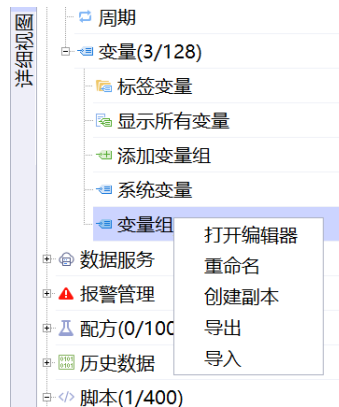 详细视图
周期
变量(3/128)
标签变量
显示所有变量
添加变量组
系统变量
变量组
打开编辑器
重命名
创建副本
导出
导入
数据服务
报警管理
配方(0/100
历史数据
脚本(1/400)